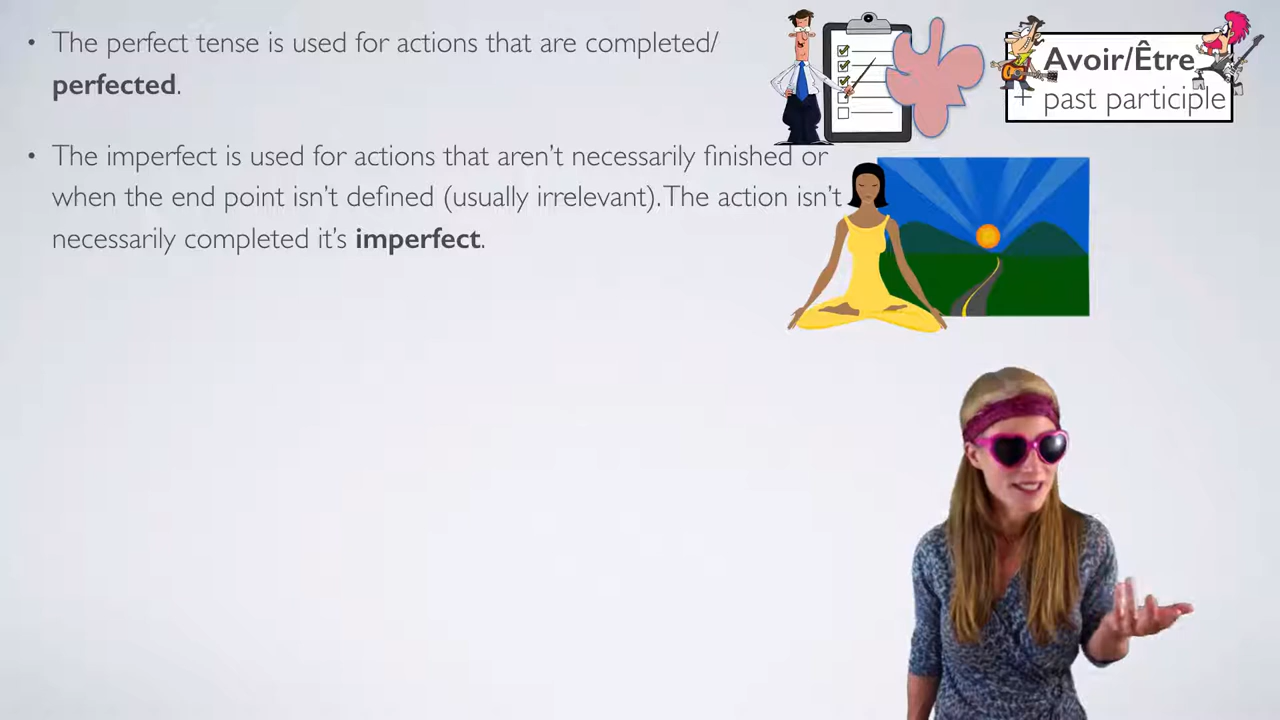 • The perfect tense is used for actions that are completed/
perfected.
Avoir/Être
+ past participle
• The imperfect is used for actions that aren't necessarily finished or
when the end point isn't defined (usually irrelevant). The action isn't
necessarily completed it's imperfect.